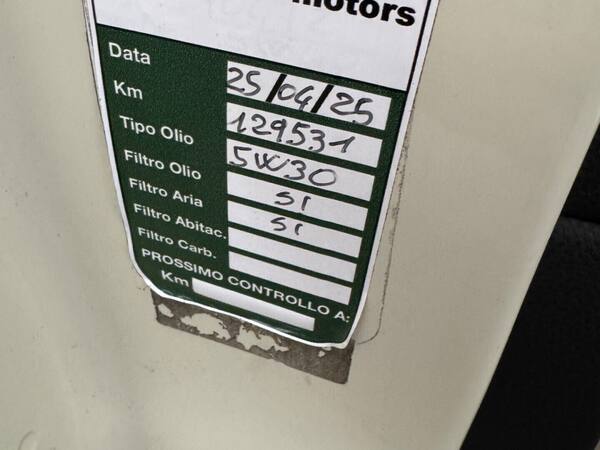 motors
Data 25/04/25
Km 129531
Tipo Olio 5W30
Filtro Olio SI
Filtro Aria SI
Filtro Abitac.
Filtro Carb.
PROSSIMO CONTROLLO A:
Km